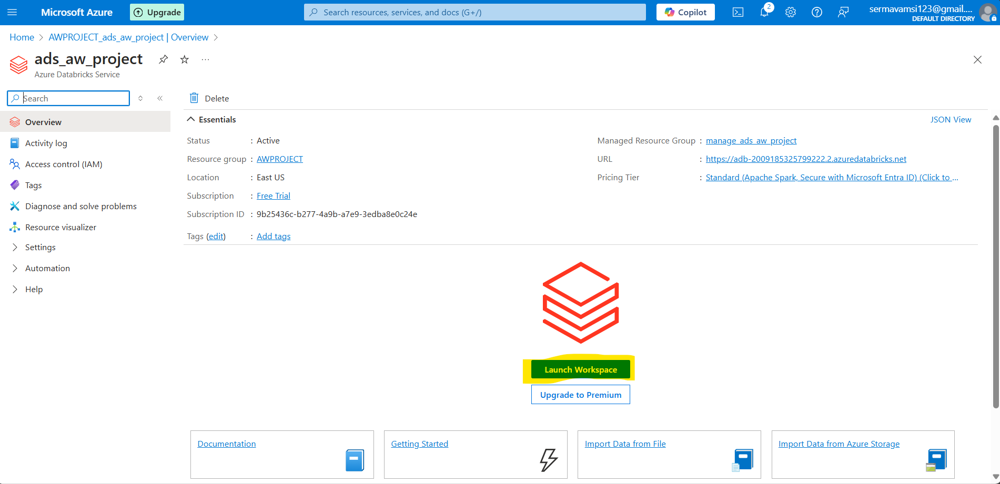 Microsoft Azure
Upgrade
Search resources, services, and docs (G+/)
Copilot
2
sermavamsi123@gmail....
DEFAULT DIRECTORY
Home > AWPROJECT_ads_aw_project | Overview >
ads_aw_project
...
Azure Databricks Service
Search
Overview
Activity log
Access control (IAM)
Tags
Diagnose and solve problems
Resource visualizer
Settings
Automation
Help
Delete
Essentials
JSON View
Status : Active
Resource group : AWPROJECT
Location : East US
Subscription : Free Trial
Subscription ID : 9b25436c-b277-4a9b-a7e9-3edba8e0c24e
Tags (edit) : Add tags
Managed Resource Group : manage_ads_aw_project
URL : https://adb-2009185325799222.2.azuredatabricks.net
Pricing Tier : Standard (Apache Spark, Secure with Microsoft Entra ID) (Click to ...
Launch Workspace
Upgrade to Premium
Documentation
Getting Started
Import Data from File
Import Data from Azure Storage